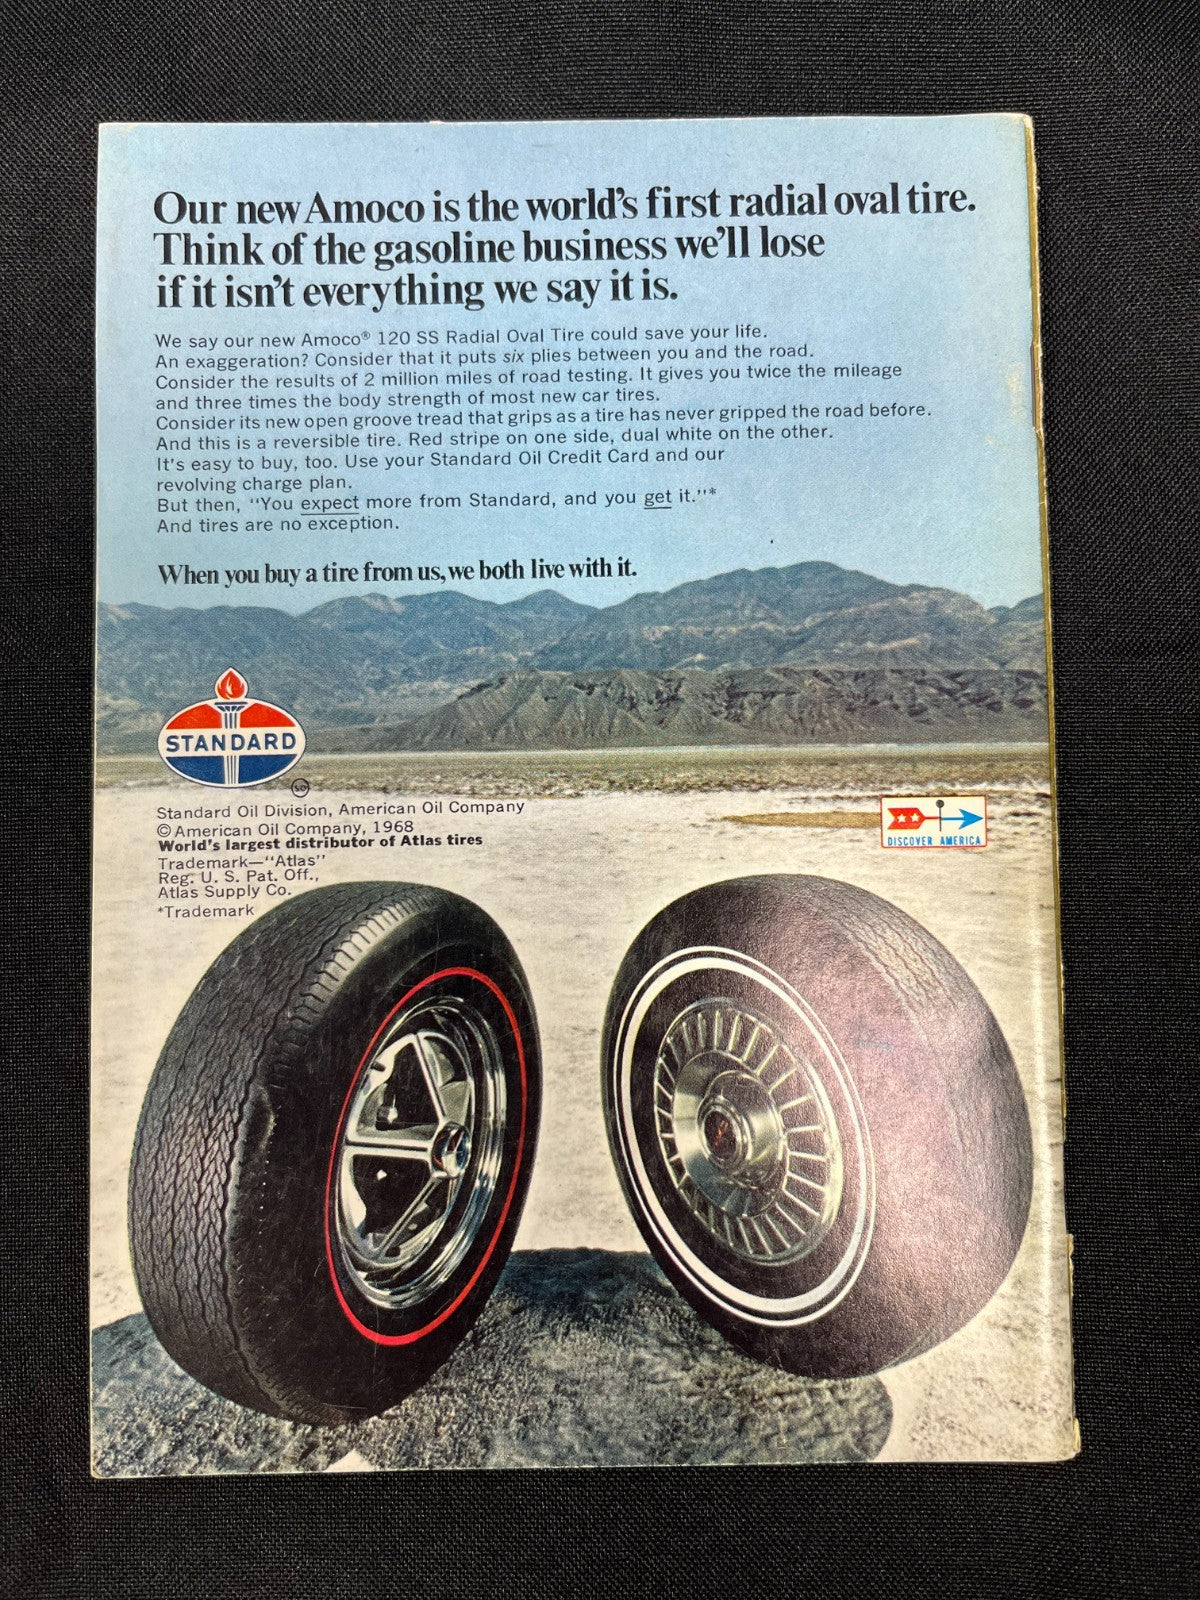 Our new Amoco is the world's first radial oval tire.
Think of the gasoline business we'll lose
if it isn't everything we say it is.
We say our new Amoco® 120 SS Radial Oval Tire could save your life.
An exaggeration? Consider that it puts six plies between you and the road.
Consider the results of 2 million miles of road testing. It gives you twice the mileage
and three times the body strength of most new car tires.
Consider its new open groove tread that grips as a tire has never gripped the road before.
And this is a reversible tire. Red stripe on one side, dual white on the other.
It's easy to buy, too. Use your Standard Oil Credit Card and our
revolving charge plan.
But then, "You expect more from Standard, and you get it."*
And tires are no exception.
When you buy a tire from us, we both live with it.
STANDARD
SO
Standard Oil Division, American Oil Company
© American Oil Company, 1968
World's largest distributor of Atlas tires
Trademark—"Atlas"
Reg. U. S. Pat. Off.,
Atlas Supply Co.
*Trademark
DISCOVER AMERICA